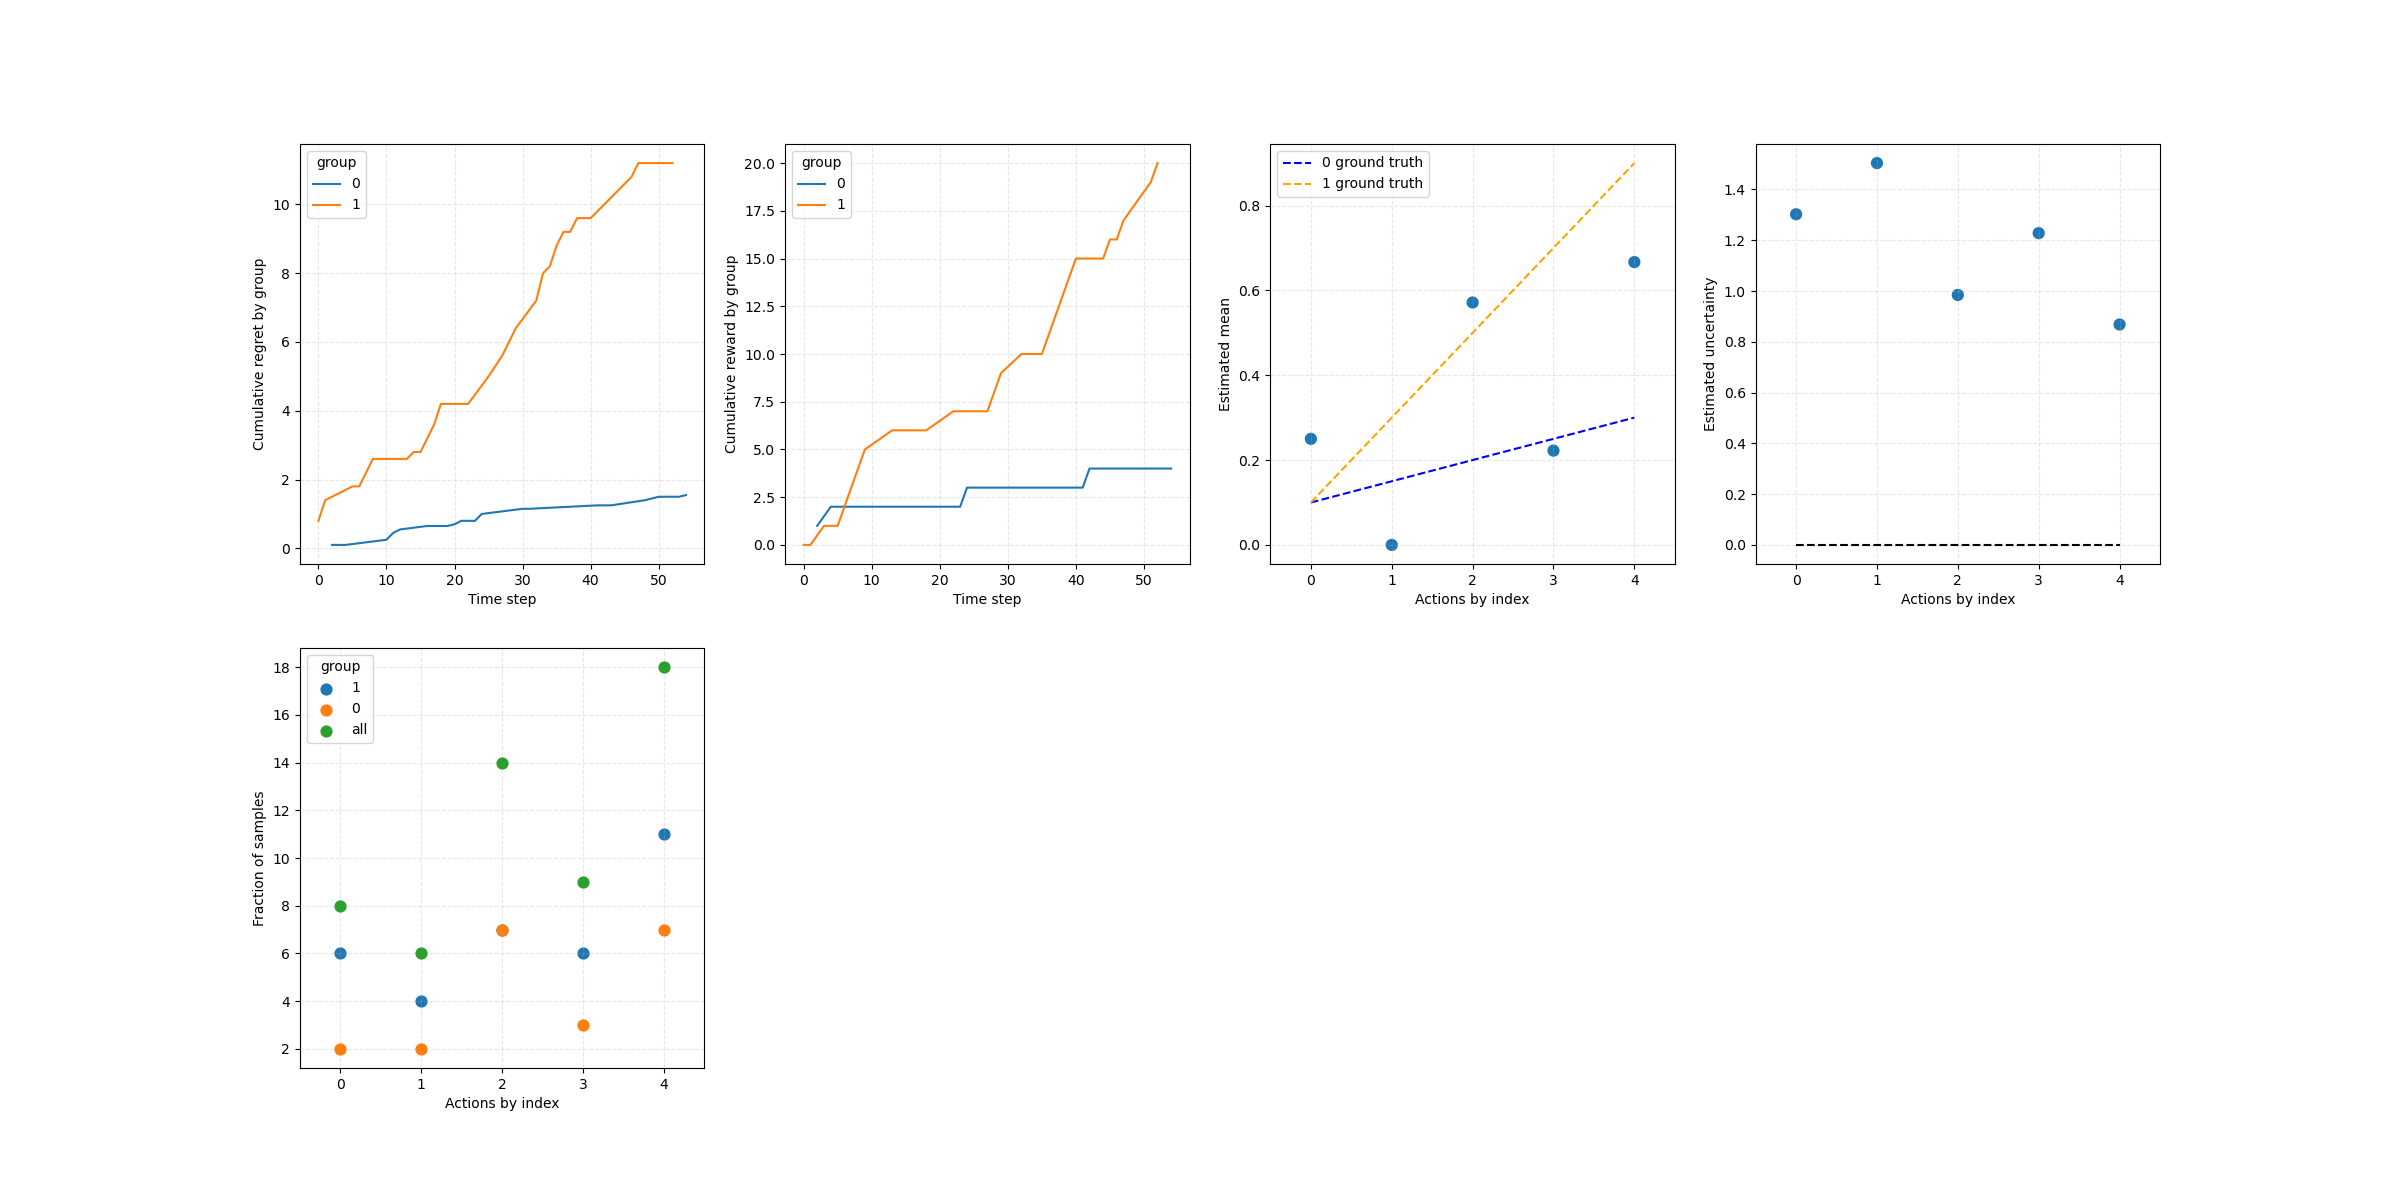 group
0
1
Cumulative regret by group
10
8
6
4
2
0
0 10 20 30 40 50
Time step
group
0
1
Cumulative reward by group
20.0
17.5
15.0
12.5
10.0
7.5
5.0
2.5
0.0
0 10 20 30 40 50
Time step
0 ground truth
1 ground truth
Estimated mean
0.8
0.6
0.4
0.2
0.0
0 1 2 3 4
Actions by index
Estimated uncertainty
1.4
1.2
1.0
0.8
0.6
0.4
0.2
0.0
0 1 2 3 4
Actions by index
group
1
0
all
Fraction of samples
18
16
14
12
10
8
6
4
2
0 1 2 3 4
Actions by index